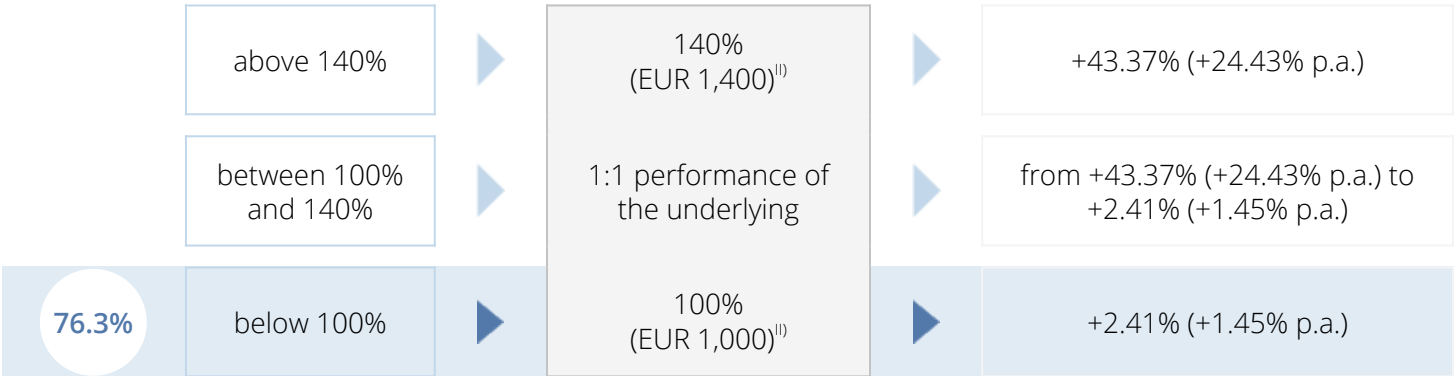 above 140%
140%
(EUR 1,400)II)
+43.37% (+24.43% p.a.)
between 100%
and 140%
1:1 performance of
the underlying
from +43.37% (+24.43% p.a.) to
+2.41% (+1.45% p.a.)
76.3%
below 100%
100%
(EUR 1,000)II)
+2.41% (+1.45% p.a.)